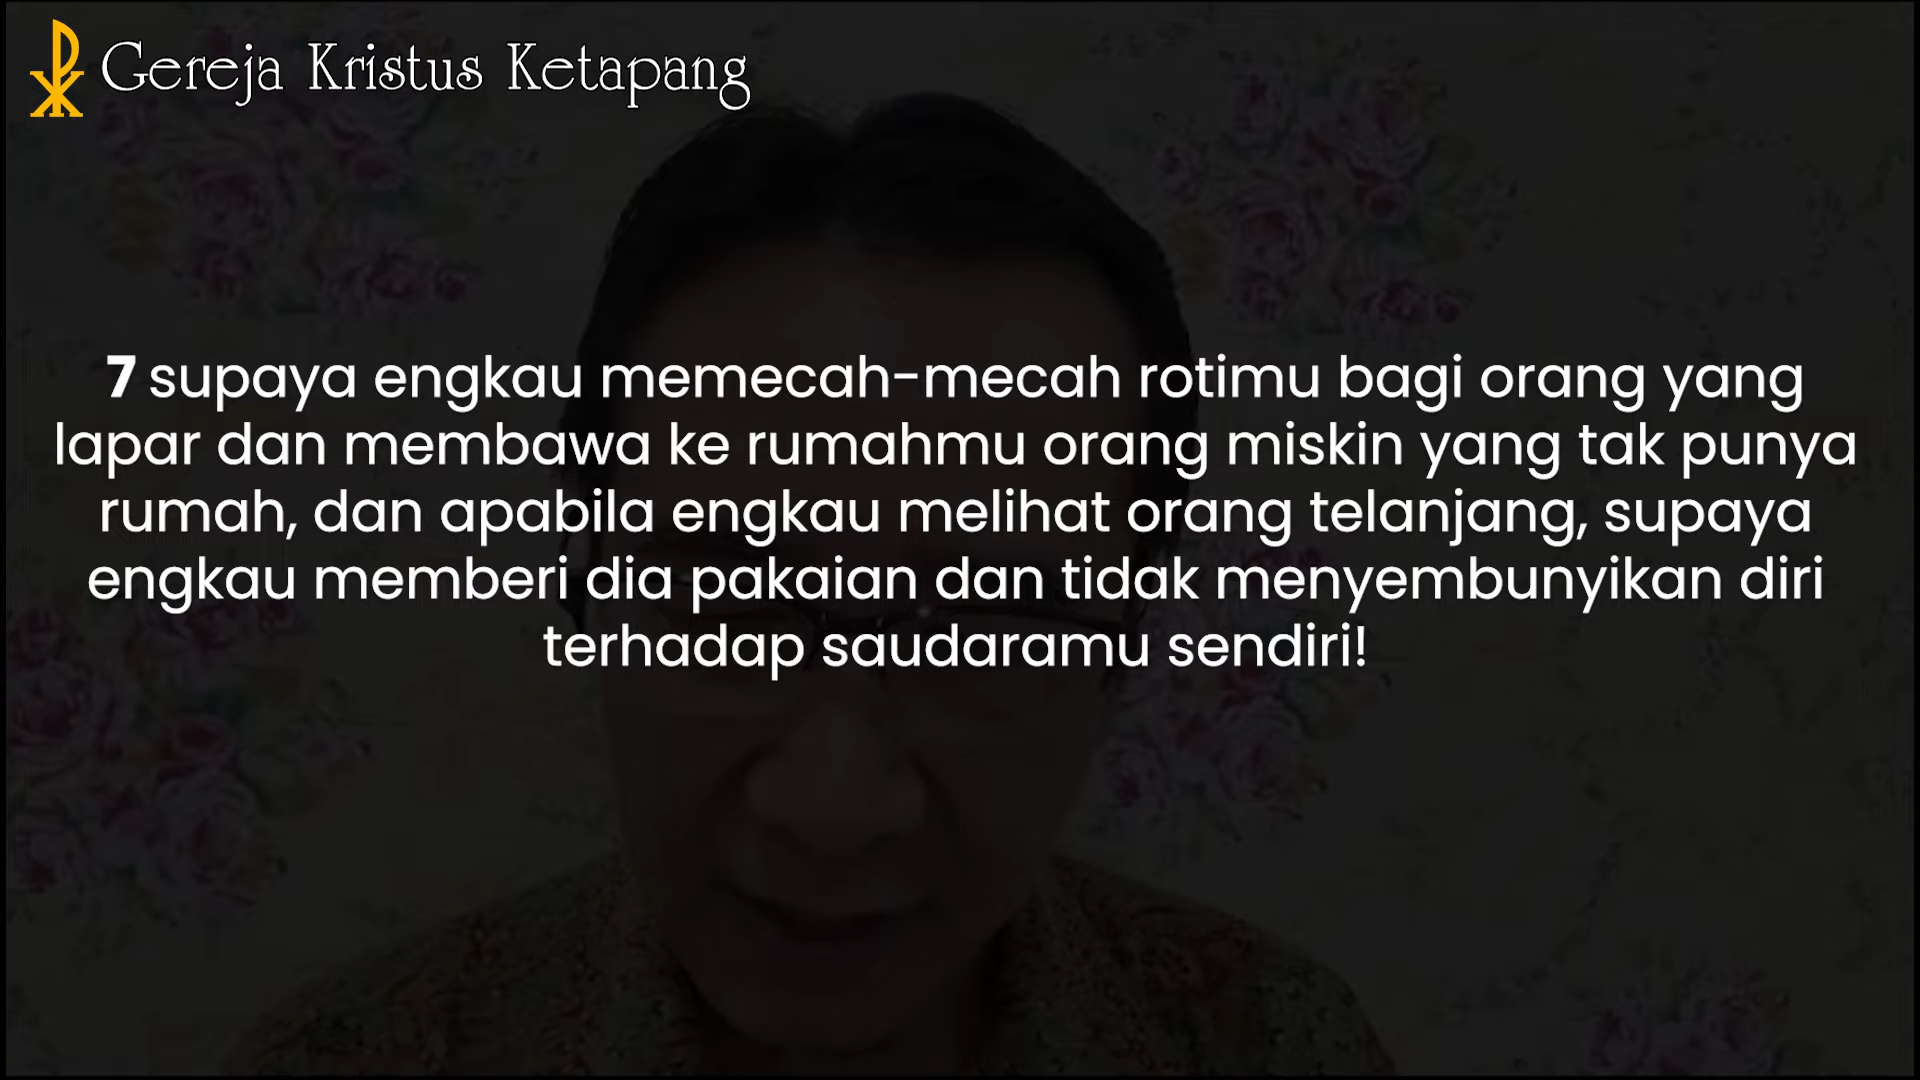 Gereja Kristus Ketapang
7 supaya engkau memecah-mecah rotimu bagi orang yang
lapar dan membawa ke rumahmu orang miskin yang tak punya
rumah, dan apabila engkau melihat orang telanjang, supaya
engkau memberi dia pakaian dan tidak menyembunyikan diri
terhadap saudaramu sendiri!